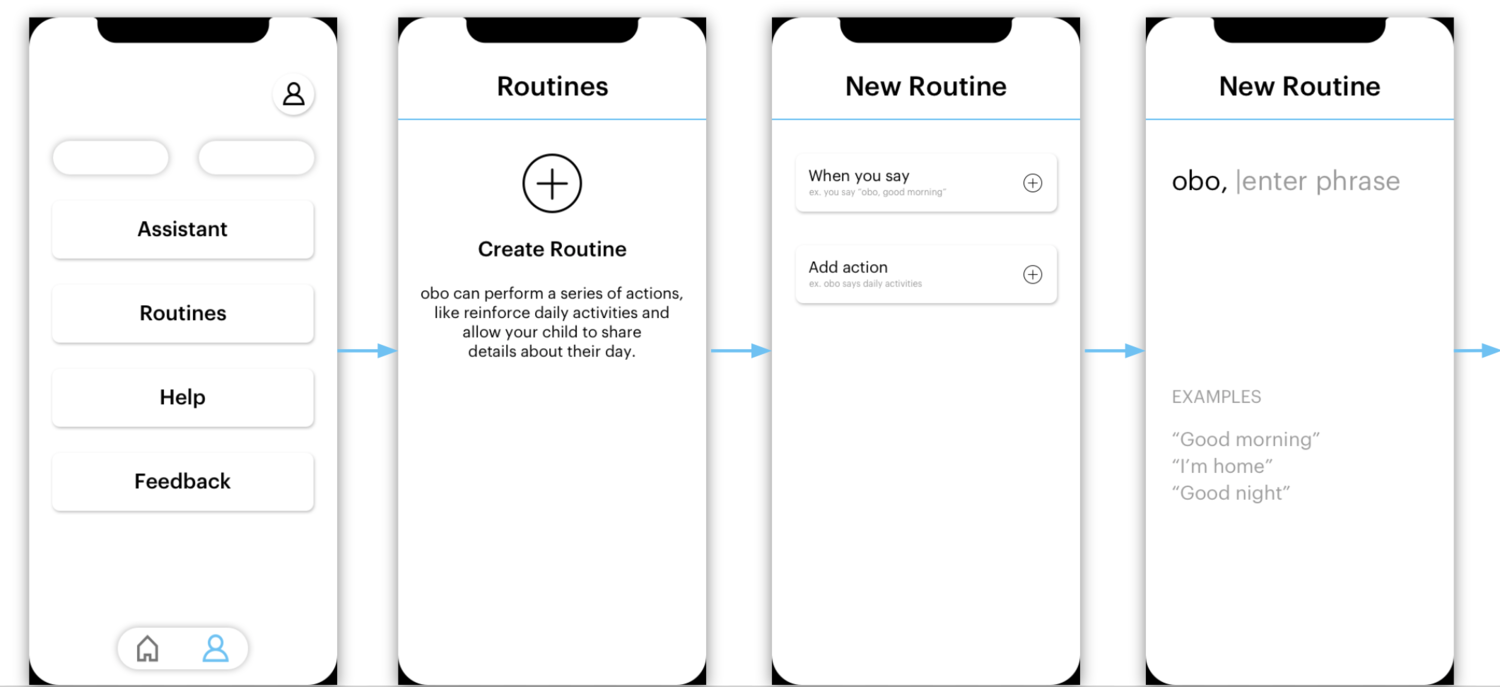 Assistant
Routines
Help
Feedback
Routines
Create Routine
obo can perform a series of actions,
like reinforce daily activities and
allow your child to share
details about their day.
New Routine
When you say
ex. you say "obo, good morning"
Add action
ex. obo says daily activities
New Routine
obo, |enter phrase
EXAMPLES
“Good morning”
“I’m home”
“Good night”